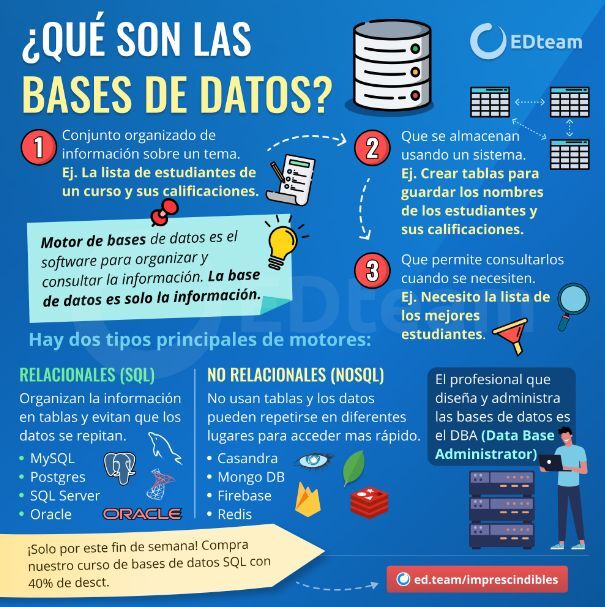 ¿QUÉ SON LAS
BASES DE DATOS?
EDteam
1
Conjunto organizado de
información sobre un tema.
Ej. La lista de estudiantes de
un curso y sus calificaciones.
2
Que se almacenan
usando un sistema.
Ej. Crear tablas para
guardar los nombres
de los estudiantes y
sus calificaciones.
Motor de bases de datos es el
software para organizar y
consultar la información. La base
de datos es solo la información.
3
Que permite consultarlos
cuando se necesiten.
Ej. Necesito la lista de
los mejores
estudiantes.
EDteam
Hay dos tipos principales de motores:
RELACIONALES (SQL)
Organizan la información
en tablas y evitan que los
datos se repitan.
• MySQL
• Postgres
• SQL Server
• Oracle
ORACLE
NO RELACIONALES (NOSQL)
No usan tablas y los datos
pueden repetirse en diferentes
lugares para acceder mas rápido.
• Casandra
• Mongo DB
• Firebase
• Redis
El profesional que
diseña y administra
las bases de datos es
el DBA (Data Base
Administrator)
¡Solo por este fin de semana! Compra
nuestro curso de bases de datos SQL con
40% de desct.
ed.team/imprescindibles